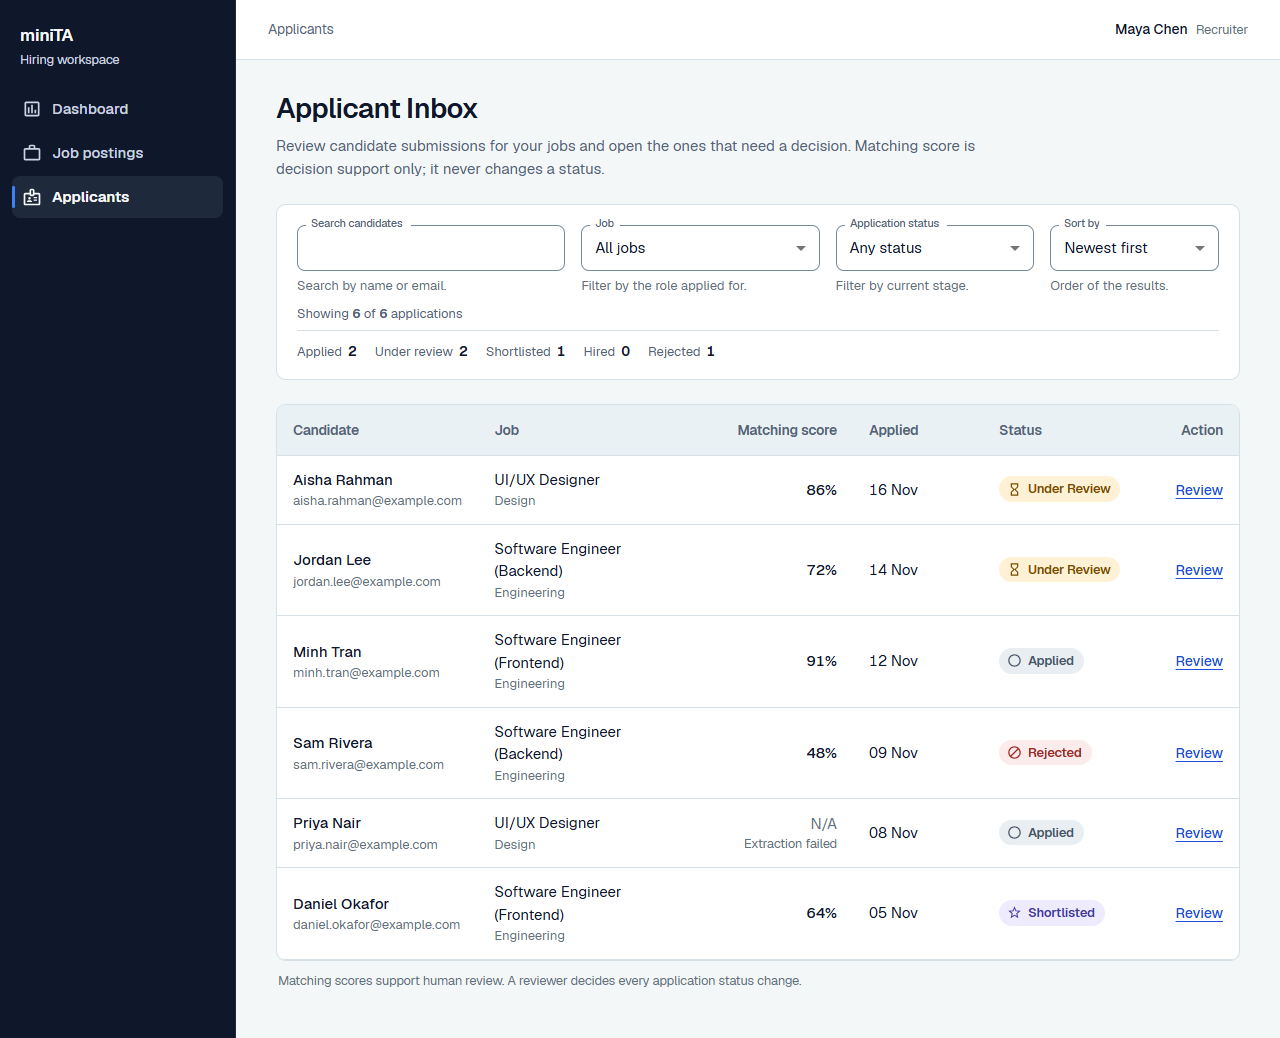 miniTA
Hiring workspace
Dashboard
Job postings
Applicants
Applicants
Maya Chen Recruiter
Applicant Inbox
Review candidate submissions for your jobs and open the ones that need a decision. Matching score is
decision support only; it never changes a status.
Search candidates
Job
Application status
Sort by
All jobs
Any status
Newest first
Search by name or email.
Filter by the role applied for.
Filter by current stage.
Order of the results.
Showing 6 of 6 applications
Applied 2 Under review 2 Shortlisted 1 Hired 0 Rejected 1
Candidate Job Matching score Applied Status Action
Aisha Rahman
aisha.rahman@example.com
UI/UX Designer
Design
86%
16 Nov
Under Review
Review
Jordan Lee
jordan.lee@example.com
Software Engineer
(Backend)
Engineering
72%
14 Nov
Under Review
Review
Minh Tran
minh.tran@example.com
Software Engineer
(Frontend)
Engineering
91%
12 Nov
Applied
Review
Sam Rivera
sam.rivera@example.com
Software Engineer
(Backend)
Engineering
48%
09 Nov
Rejected
Review
Priya Nair
priya.nair@example.com
UI/UX Designer
Design
N/A
Extraction failed
08 Nov
Applied
Review
Daniel Okafor
daniel.okafor@example.com
Software Engineer
(Frontend)
Engineering
64%
05 Nov
Shortlisted
Review
Matching scores support human review. A reviewer decides every application status change.